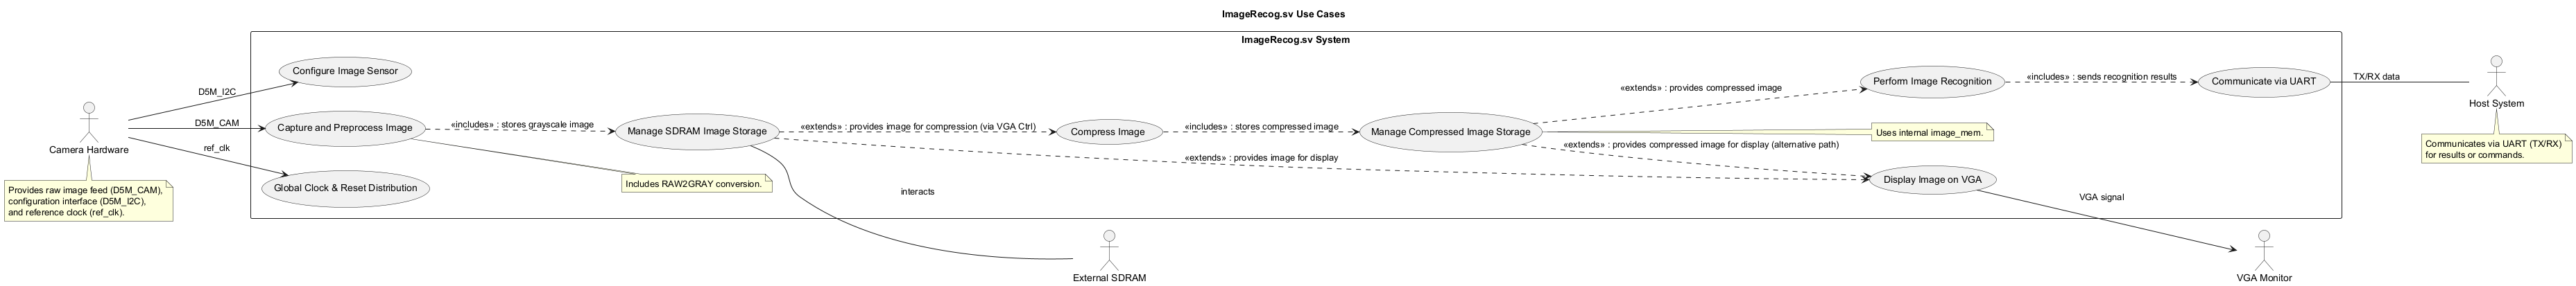 ImageRecog.sv Use Cases
ImageRecog.sv System
Configure Image Sensor
D5M_I2C
D5M_CAM
ref_clk
Camera Hardware
Provides raw image feed (D5M_CAM),
configuration interface (D5M_I2C),
and reference clock (ref_clk).
Capture and Preprocess Image
Global Clock & Reset Distribution
«includes» : stores grayscale image
Includes RAW2GRAY conversion.
Manage SDRAM Image Storage
«extends» : provides image for compression (via VGA Ctrl)
«extends» : provides image for display
interacts
External SDRAM
Compress Image
«includes» : stores compressed image
Manage Compressed Image Storage
«extends» : provides compressed image
Uses internal image_mem.
«extends» : provides compressed image for display (alternative path)
Perform Image Recognition
Display Image on VGA
«includes» : sends recognition results
Communicate via UART
VGA signal
VGA Monitor
TX/RX data
Host System
Communicates via UART (TX/RX)
for results or commands.